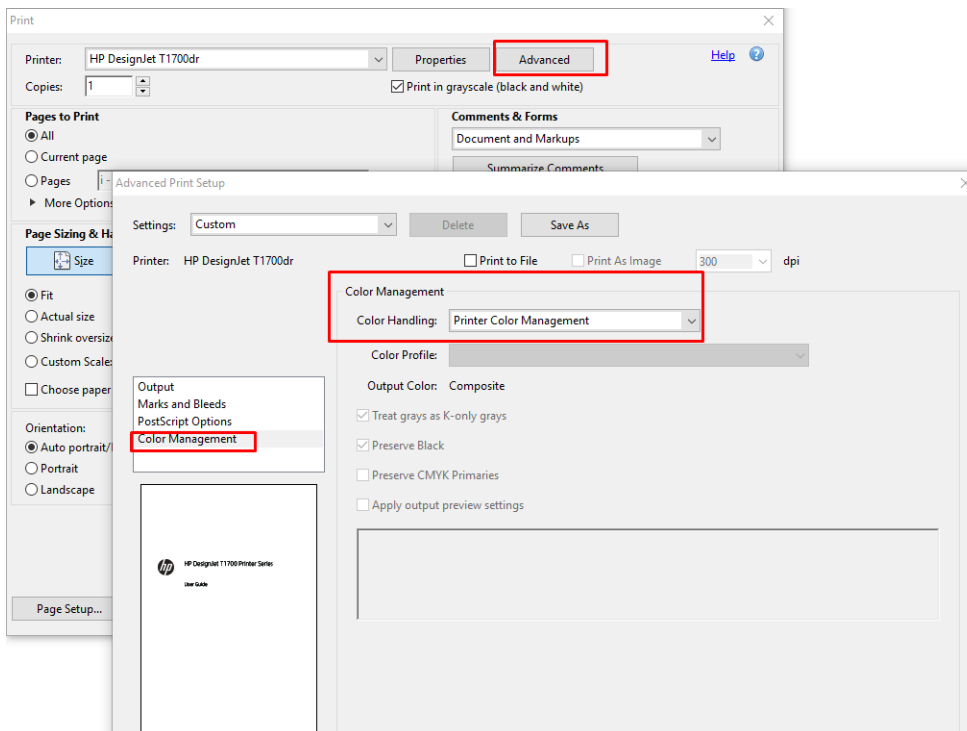 Print
Printer: HP DesignJet T1700dr Properties Advanced Help ?
Copies: 1 Print in grayscale (black and white)
Pages to Print
All
Current page
Pages i -
More Options
Page Sizing & Ha
Size
Fit
Actual size
Shrink oversize
Custom Scale:
Choose paper
Orientation:
Auto portrait/l
Portrait
Landscape
Page Setup...
Comments & Forms
Document and Markups
Summarize Comments
Advanced Print Setup
Settings: Custom Delete Save As
Printer: HP DesignJet T1700dr Print to File Print As Image 300 dpi
Output
Marks and Bleeds
PostScript Options
Color Management
Color Management
Color Handling: Printer Color Management
Color Profile:
Output Color: Composite
Treat grays as K-only grays
Preserve Black
Preserve CMYK Primaries
Apply output preview settings
hp
HP DesignJet T1700 Printer Series
User Guide